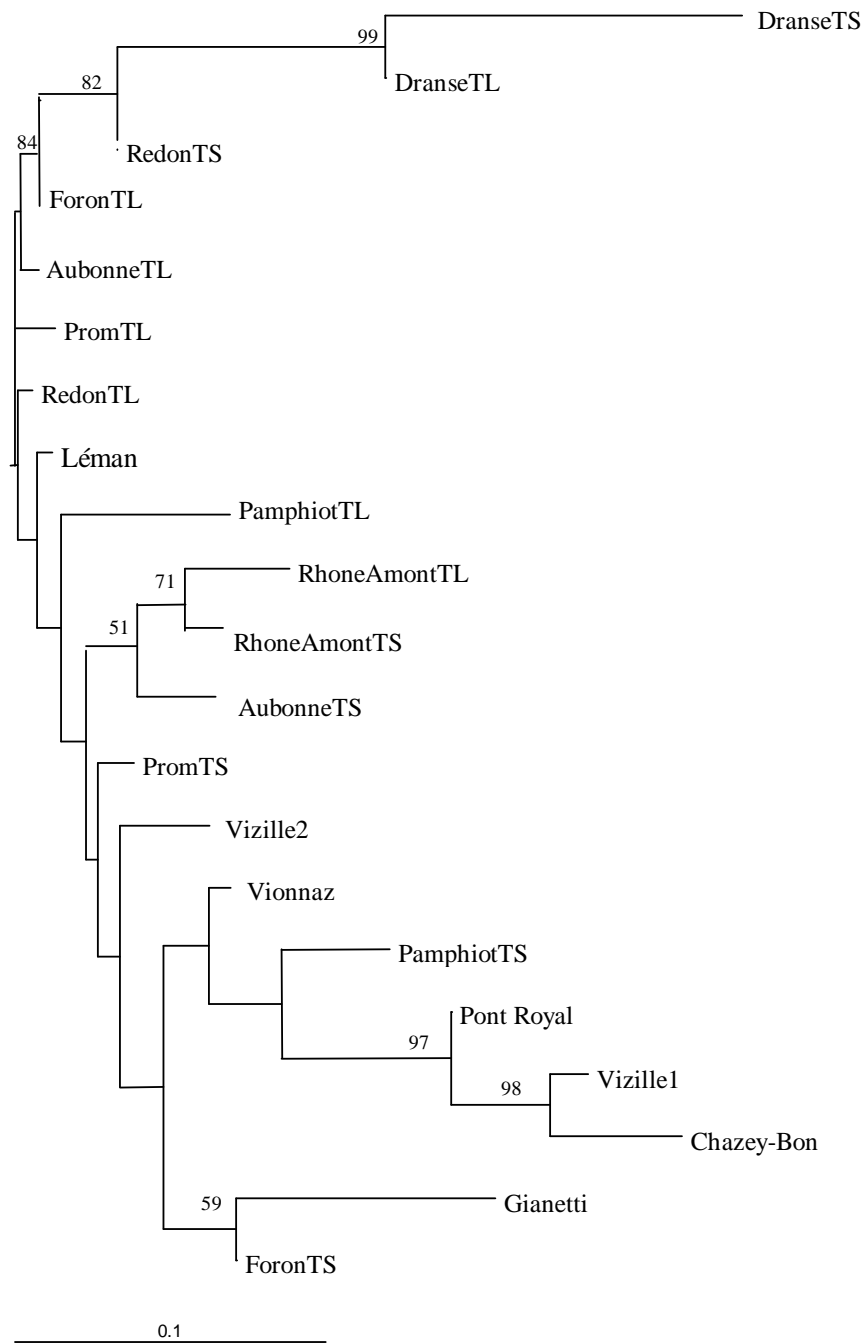 DranseTS
99
DranseTL
82
RedonTS
84
ForonTL
AubonneTL
PromTL
RedonTL
Léman
PamphiotTL
71
RhoneAmontTL
51
RhoneAmontTS
AubonneTS
PromTS
Vizille2
Vionnaz
PamphiotTS
Pont Royal
97
Vizille1
98
Chazey-Bon
59
Gianetti
ForonTS
0.1